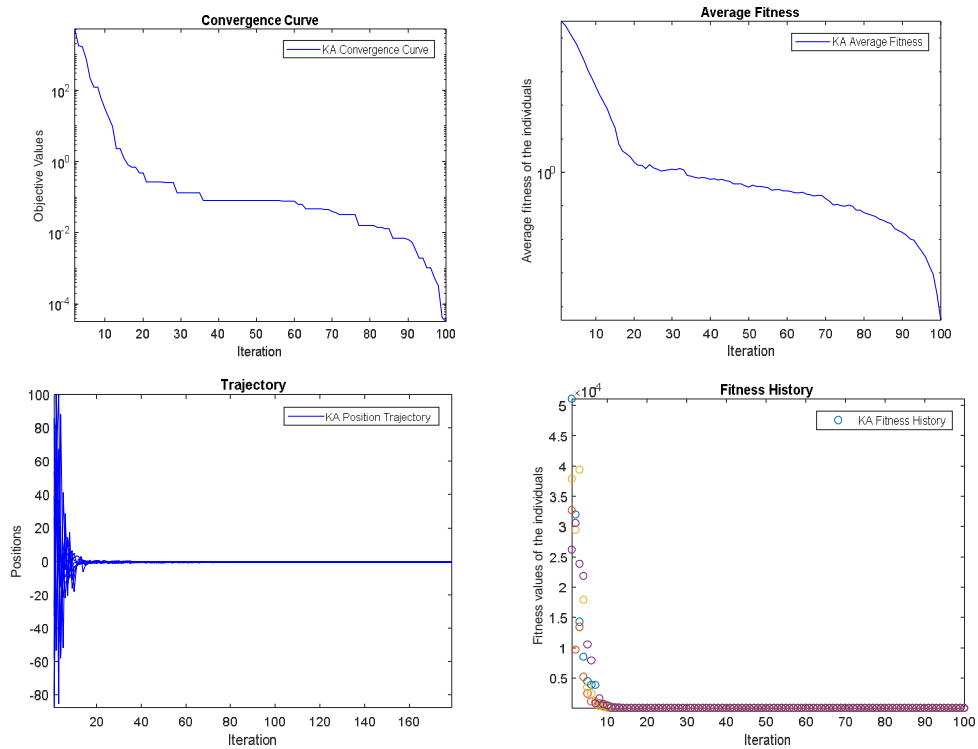 Convergence Curve
KA Convergence Curve
Objective Values
10^2
10^0
10^-2
10^-4
10 20 30 40 50 60 70 80 90 100
Iteration
Average Fitness
KA Average Fitness
Average fitness of the individuals
10^0
10 20 30 40 50 60 70 80 90 100
Iteration
Trajectory
KA Position Trajectory
Positions
100
80
60
40
20
0
-20
-40
-60
-80
20 40 60 80 100 120 140 160
Iteration
Fitness History
×10^4
KA Fitness History
Fitness values of the individuals
5
4.5
4
3.5
3
2.5
2
1.5
1
0.5
10 20 30 40 50 60 70 80 90 100
Iteration